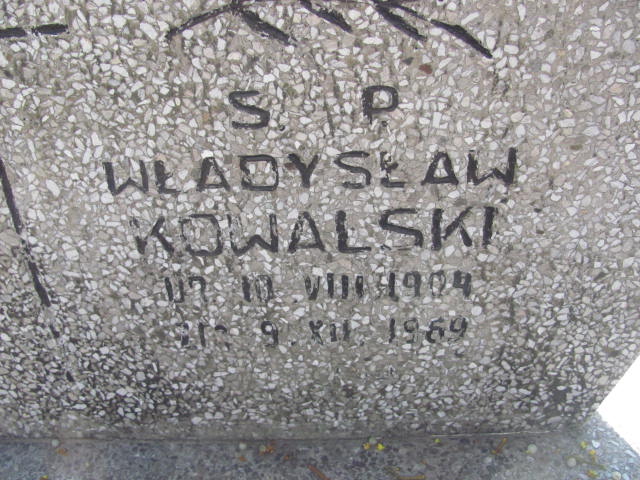 S. P.
WŁADYSŁAW
KOWALSKI
UR. 10. VIII. 1904
ZM. 9. XII. 1969